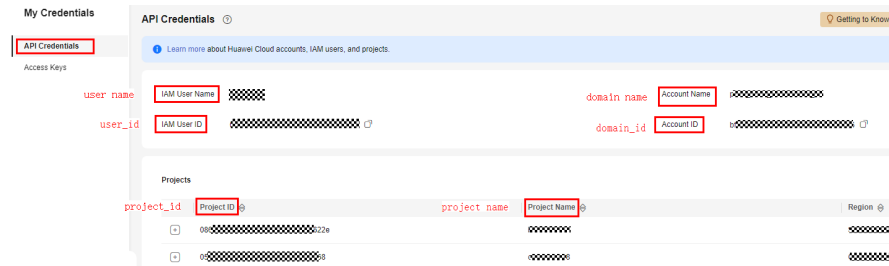 My Credentials
API Credentials
Getting to Know
API Credentials
Learn more about Huawei Cloud accounts, IAM users, and projects.
Access Keys
user name IAM User Name domain name Account Name
user_id IAM User ID domain_id Account ID
Projects
project_id Project ID project name Project Name Region